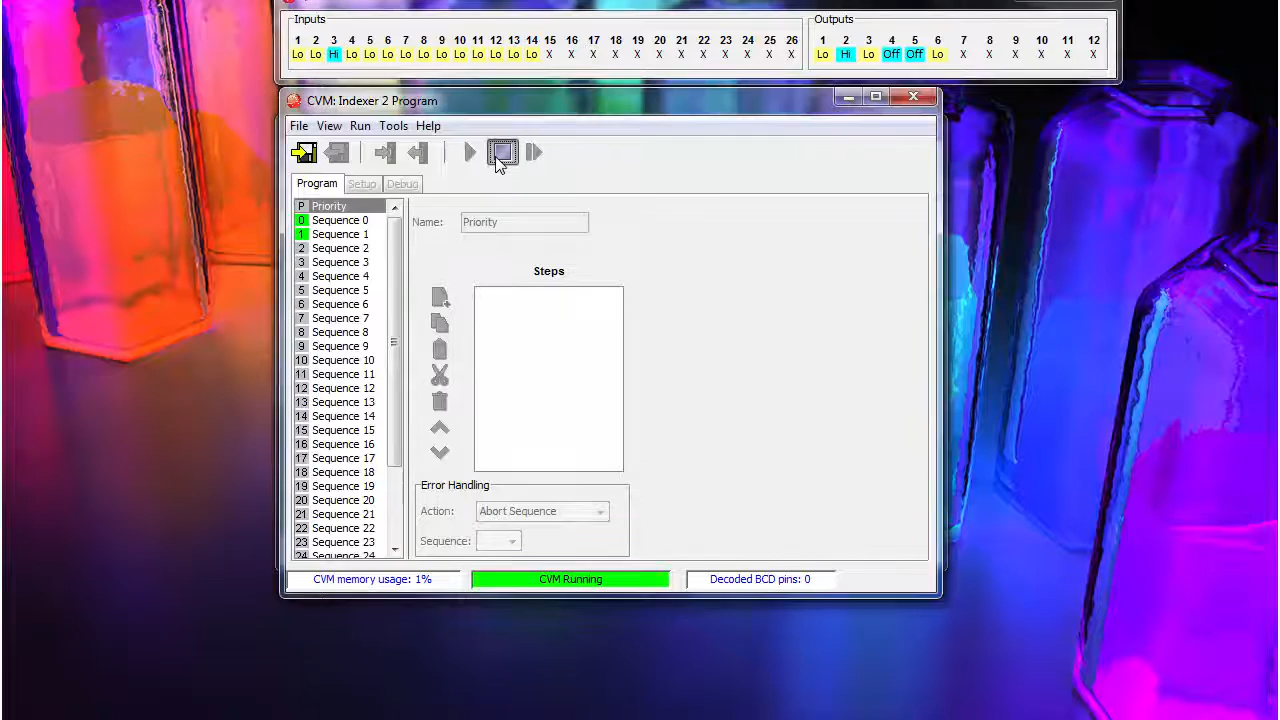 Inputs
1 2 3 4 5 6 7 8 9 10 11 12 13 14 15 16 17 18 19 20 21 22 23 24 25 26
Lo Lo Hi Lo Lo Lo Lo Lo Lo Lo Lo Lo Lo Lo X X X X X X X X X X X X
Outputs
1 2 3 4 5 6 7 8 9 10 11 12
Lo Hi Lo Off Off Lo X X X X X X
CVM: Indexer 2 Program
File View Run Tools Help
Program Setup Debug
P Priority
0 Sequence 0
1 Sequence 1
2 Sequence 2
3 Sequence 3
4 Sequence 4
5 Sequence 5
6 Sequence 6
7 Sequence 7
8 Sequence 8
9 Sequence 9
10 Sequence 10
11 Sequence 11
12 Sequence 12
13 Sequence 13
14 Sequence 14
15 Sequence 15
16 Sequence 16
17 Sequence 17
18 Sequence 18
19 Sequence 19
20 Sequence 20
21 Sequence 21
22 Sequence 22
23 Sequence 23
24 Sequence 24
Name: Priority
Steps
Error Handling
Action: Abort Sequence
Sequence:
CVM memory usage: 1%
CVM Running
Decoded BCD pins: 0